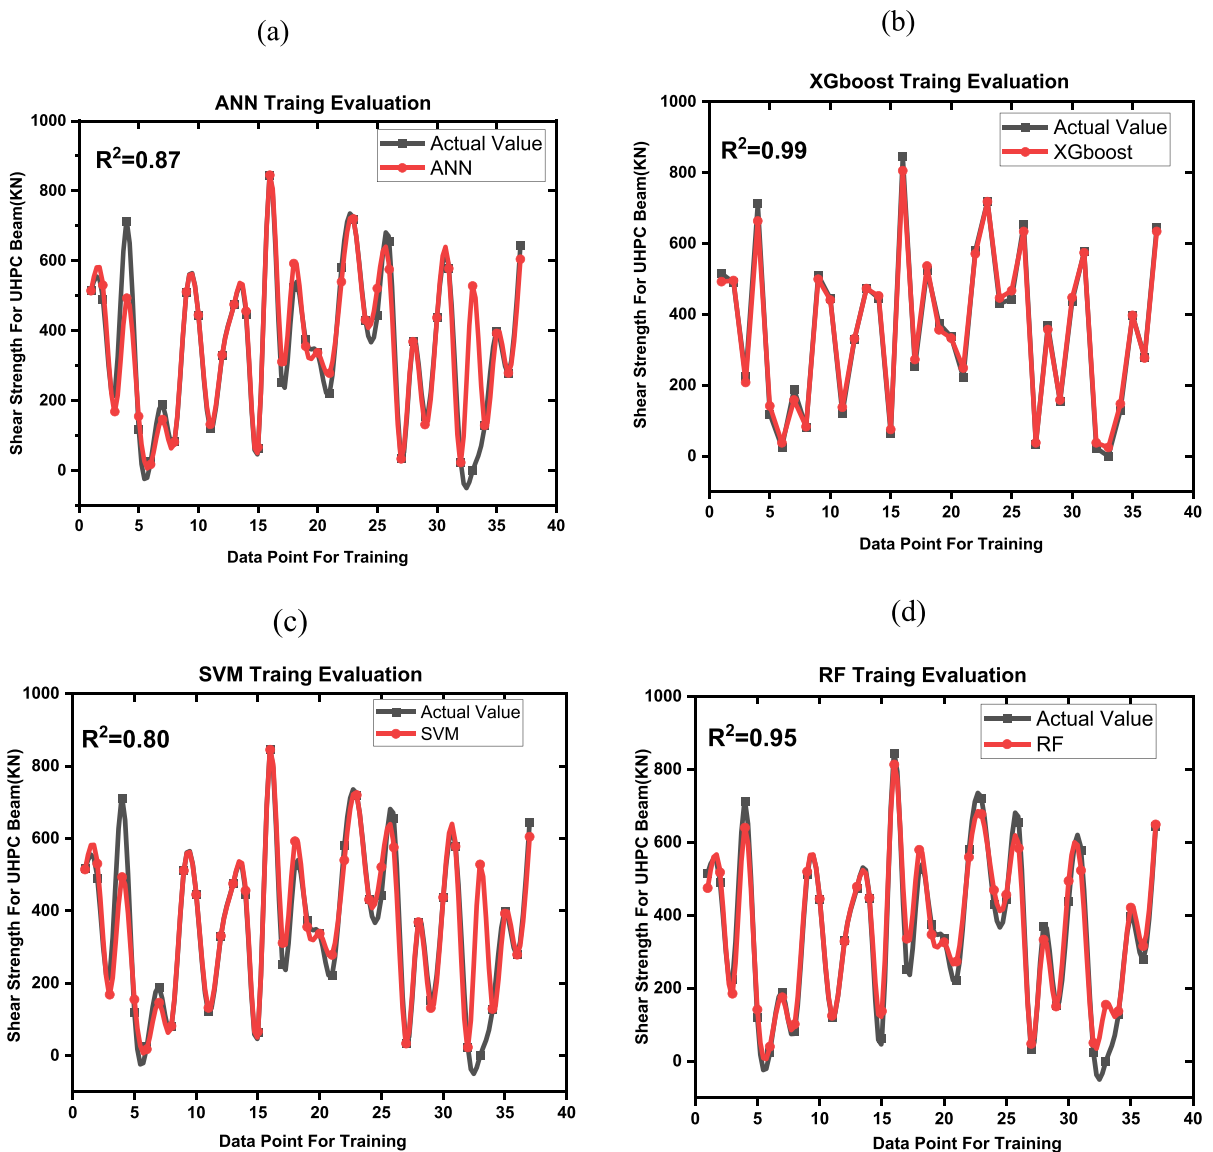 (a)
ANN Traing Evaluation
R²=0.87
Actual Value
ANN
Shear Strength For UHPC Beam(KN)
1000
800
600
400
200
0
0 5 10 15 20 25 30 35 40
Data Point For Training
(b)
XGboost Traing Evaluation
R²=0.99
Actual Value
XGboost
Shear Strength For UHPC Beam(KN)
1000
800
600
400
200
0
0 5 10 15 20 25 30 35 40
Data Point For Training
(c)
SVM Traing Evaluation
R²=0.80
Actual Value
SVM
Shear Strength For UHPC Beam(KN)
1000
800
600
400
200
0
0 5 10 15 20 25 30 35 40
Data Point For Training
(d)
RF Traing Evaluation
R²=0.95
Actual Value
RF
Shear Strength For UHPC Beam(KN)
1000
800
600
400
200
0
0 5 10 15 20 25 30 35 40
Data Point For Training